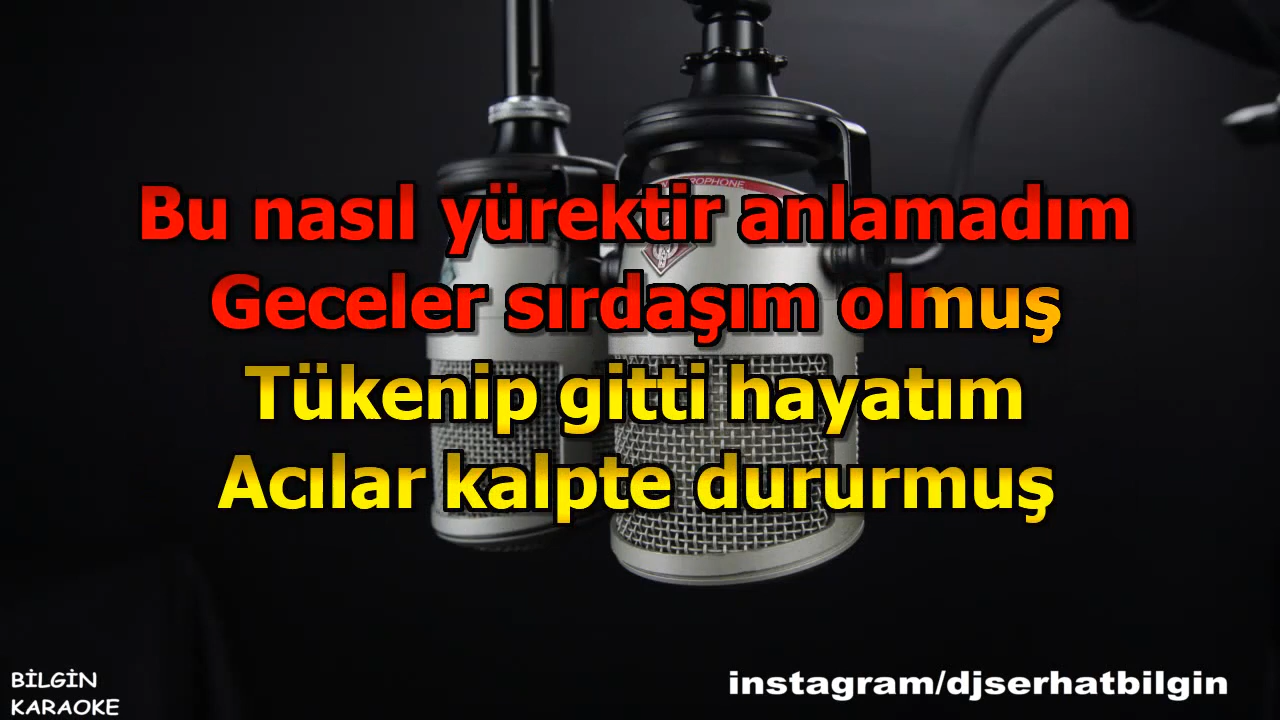 Bu nasıl yürektir anlamadım
Geceler sırdaşım olmuş
Tükenip gitti hayatım
Acılar kalpte dururmuş
BİLGİN
KARAOKE
instagram/djserhatbilgin